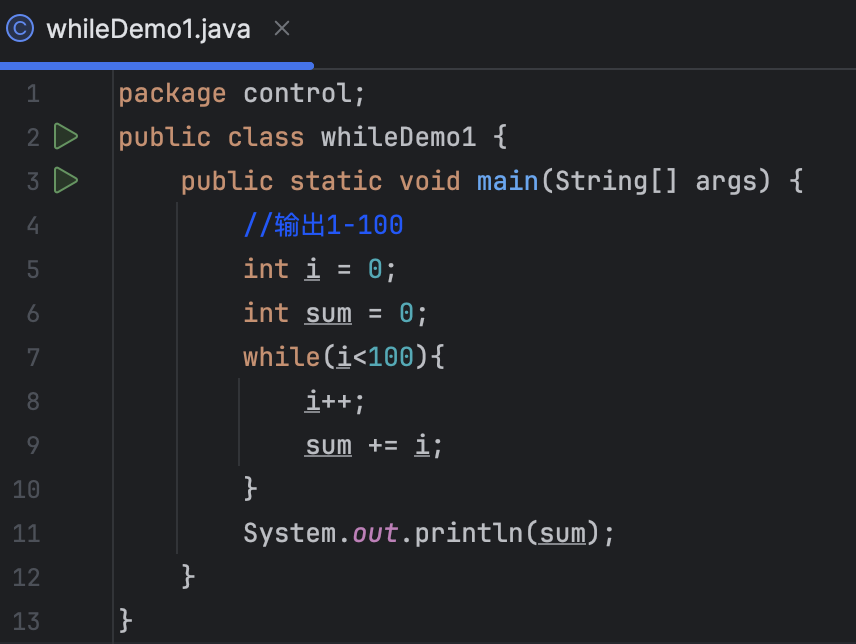 whileDemo1.java
1 package control;
2 public class whileDemo1 {
3     public static void main(String[] args) {
4         //输出1-100
5         int i = 0;
6         int sum = 0;
7         while(i<100){
8             i++;
9             sum += i;
10         }
11         System.out.println(sum);
12     }
13 }